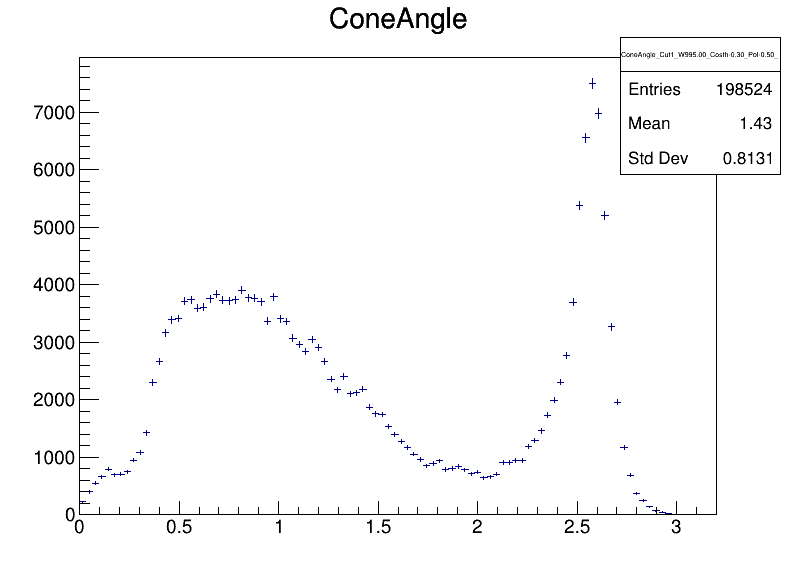 ConeAngle
ConeAngle_Cut1_W995.00_Costh-0.30_Pol-0.50_
Entries 198524
Mean 1.43
Std Dev 0.8131
7000
6000
5000
4000
3000
2000
1000
0
0 0.5 1 1.5 2 2.5 3